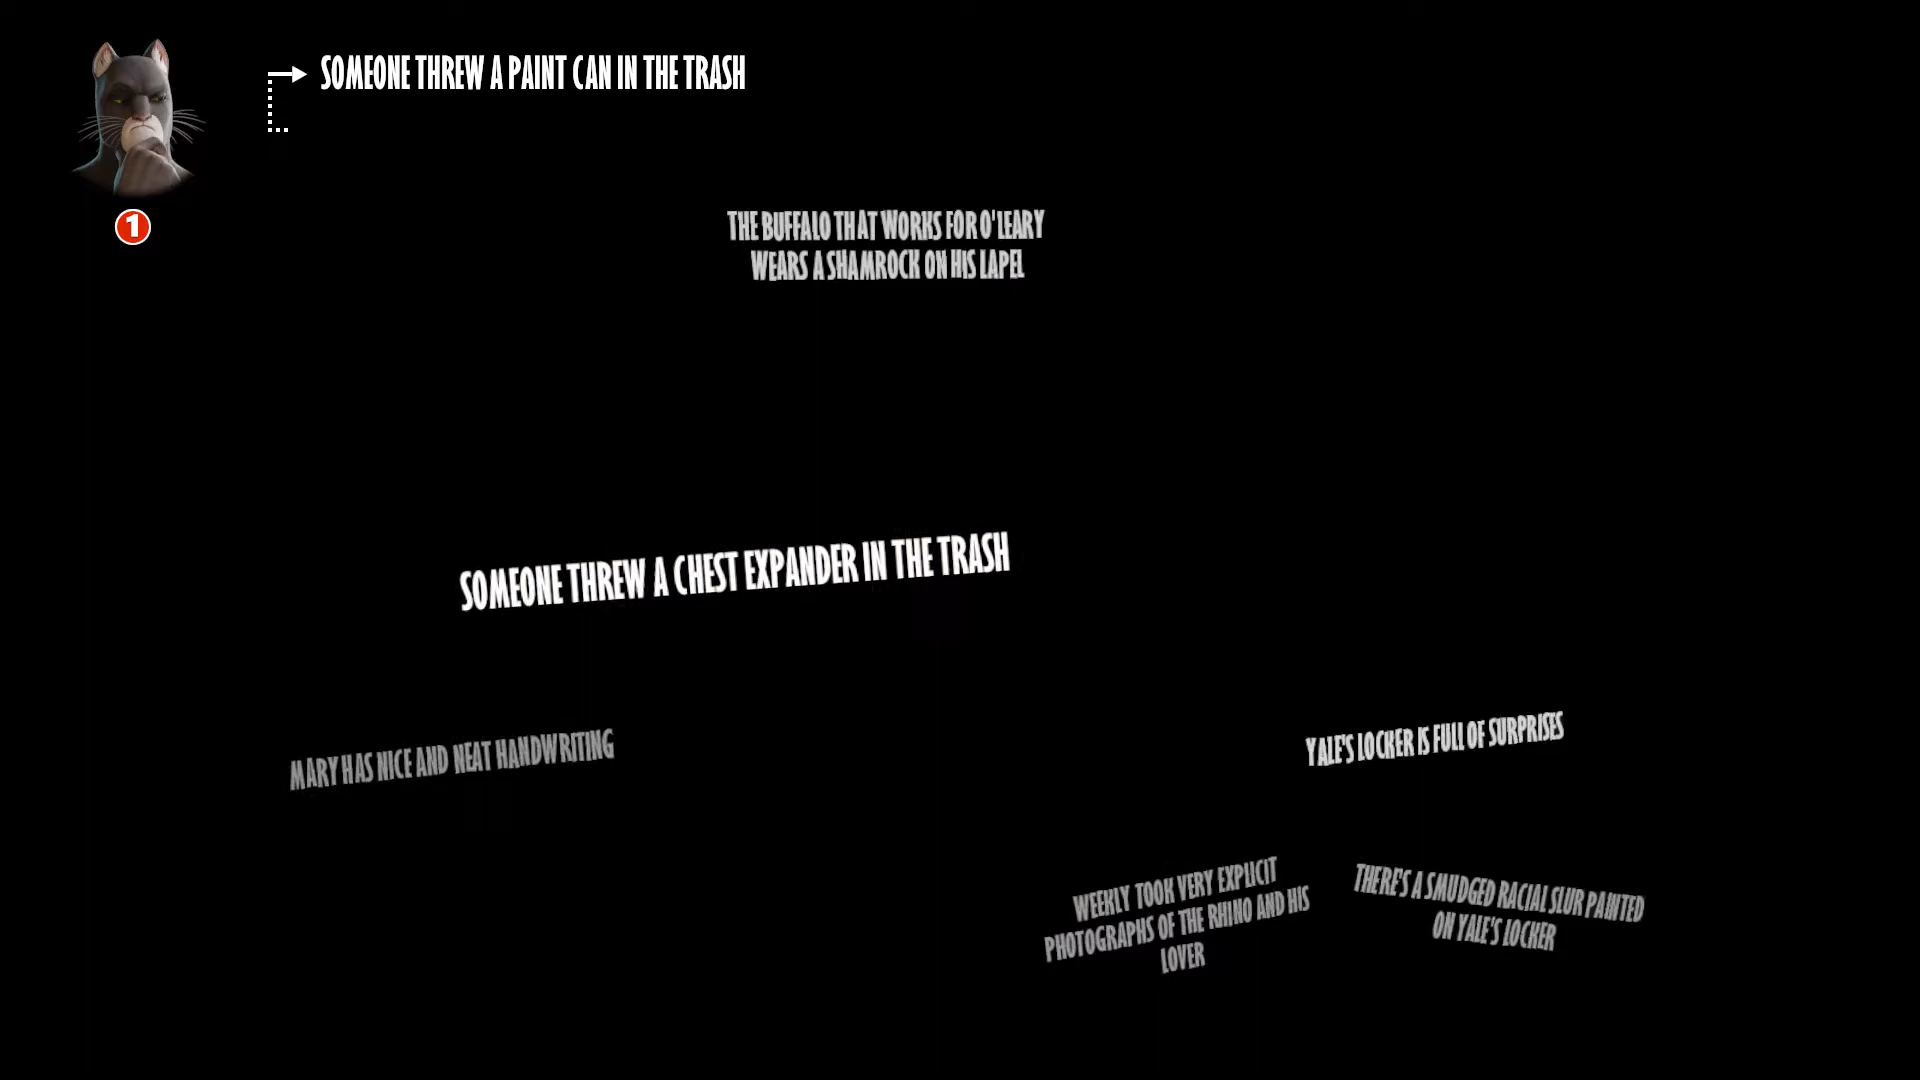 SOMEONE THREW A PAINT CAN IN THE TRASH
1
THE BUFFALO THAT WORKS FOR O'LEARY
WEARS A SHAMROCK ON HIS LAPEL
SOMEONE THREW A CHEST EXPANDER IN THE TRASH
MARY HAS NICE AND NEAT HANDWRITING
YALE'S LOCKER IS FULL OF SURPRISES
WEEKLY TOOK VERY EXPLICIT
PHOTOGRAPHS OF THE RHINO AND HIS
LOVER
THERE'S A SMUDGED RACIAL SLUR PAINTED
ON YALE'S LOCKER